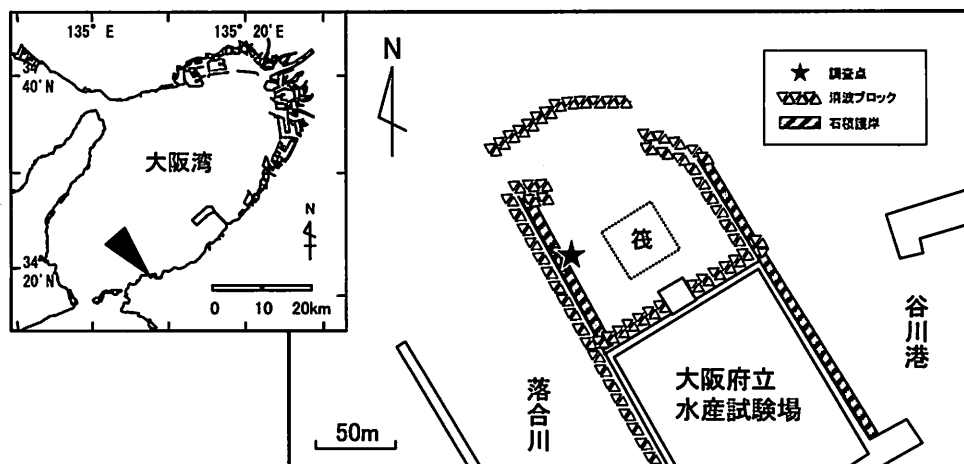 135° E
135° 20' E
34°
40' N
大阪湾
N
34°
20' N
0 10 20km
N
調査点
消波ブロック
石積護岸
筏
谷川港
落合川
大阪府立
水産試験場
50m